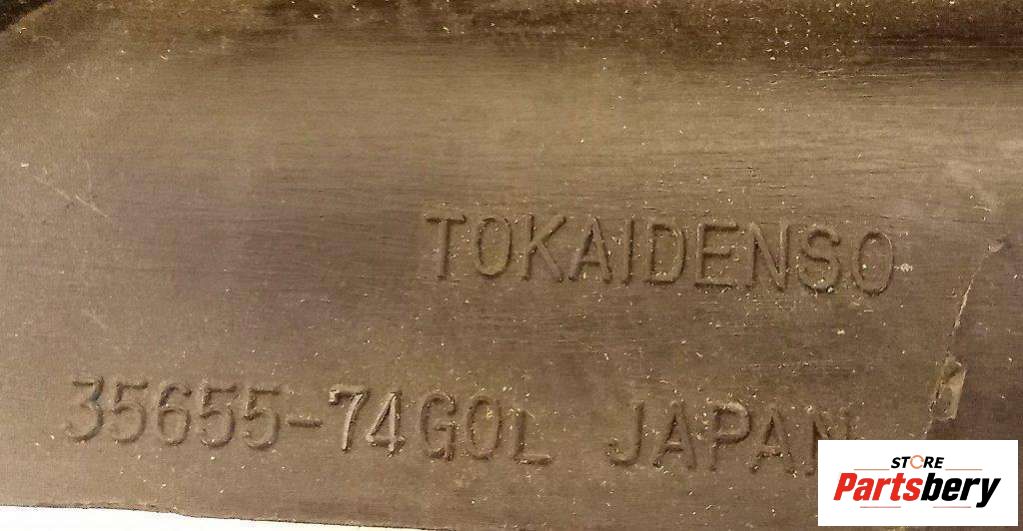 TOKAIDENSO
35655-74G0L JAPAN
STORE
Partsbery